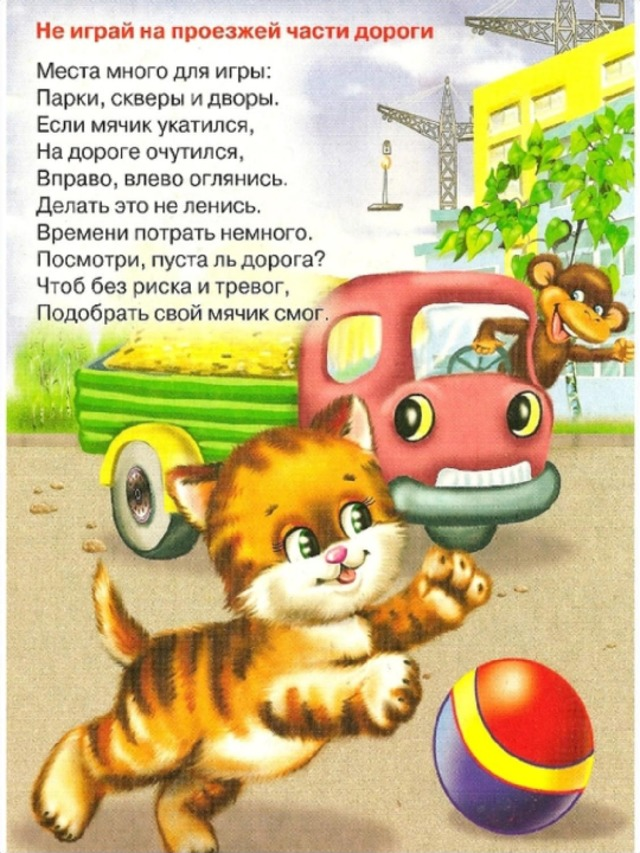 Не играй на проезжей части дороги
Места много для игры:
Парки, скверы и дворы.
Если мячик укатился,
На дороге очутился,
Вправо, влево оглянись.
Делать это не ленись.
Времени потрать немного.
Посмотри, пуста ль дорога?
Чтоб без риска и тревог,
Подобрать свой мячик смог.